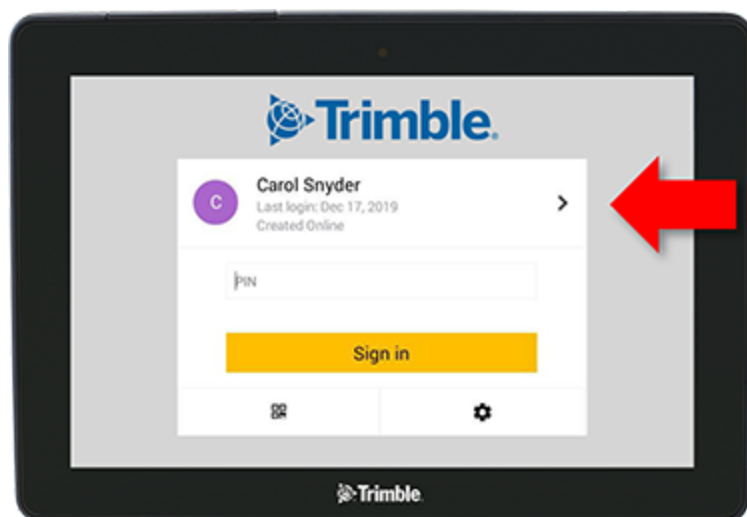 Trimble.
C
Carol Snyder
Last login: Dec 17, 2019
Created Online
PIN
Sign in
Trimble.